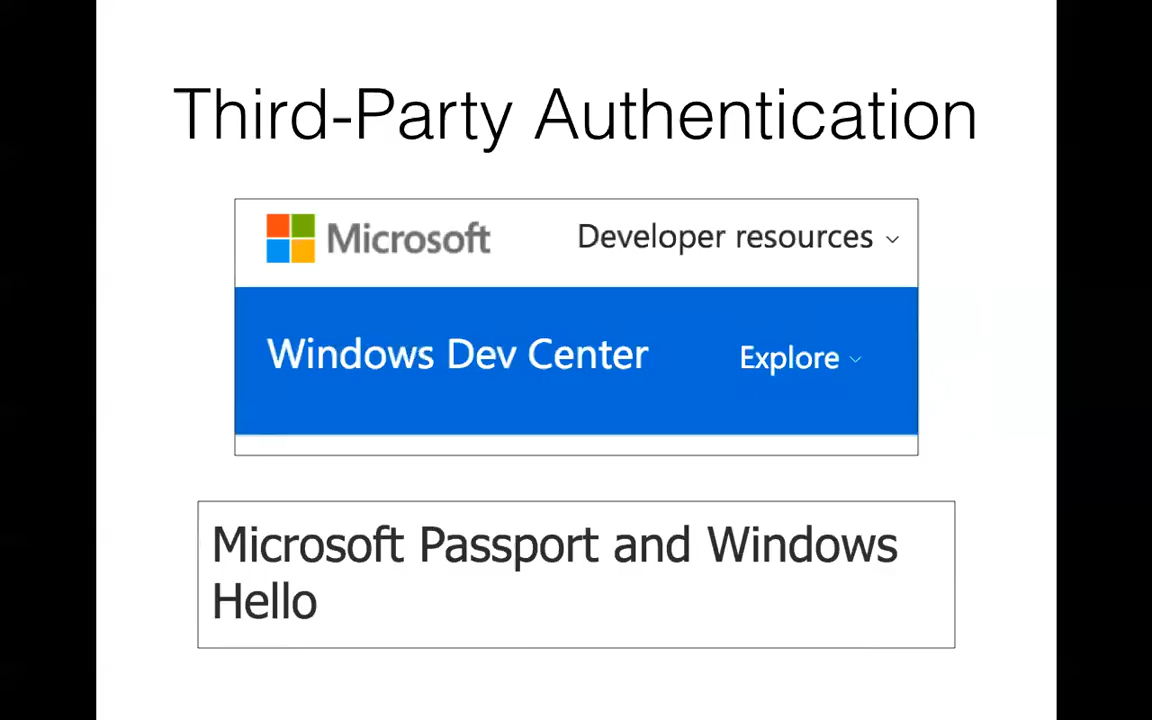 Third-Party Authentication
Microsoft Developer resources
Windows Dev Center Explore
Microsoft Passport and Windows
Hello